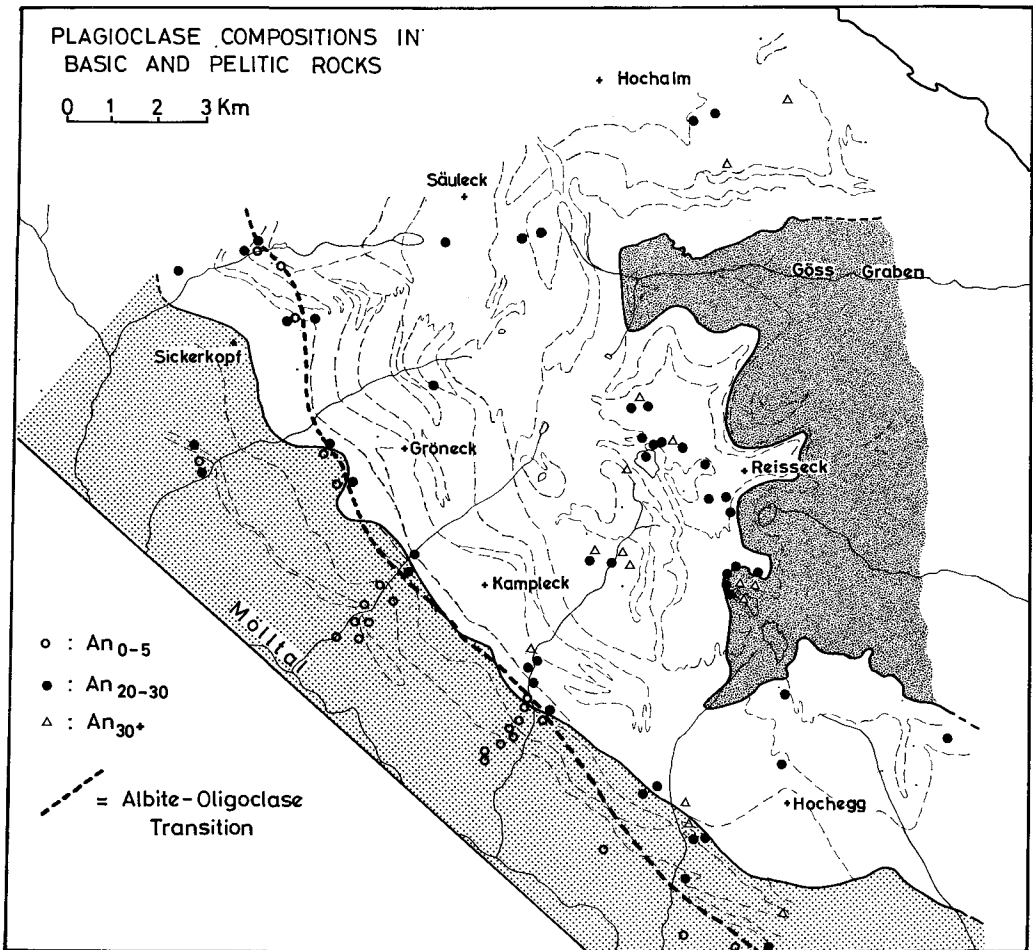 PLAGIOCLASE COMPOSITIONS IN
BASIC AND PELITIC ROCKS
0 1 2 3 Km
Hochalm
Säuleck
Göss Graben
Sickerkopf
Gröneck
Reisseck
Kampleck
Mölltal
o : An0-5
● : An20-30
△ : An30+
= Albite-Oligoclase
Transition
Hochegg